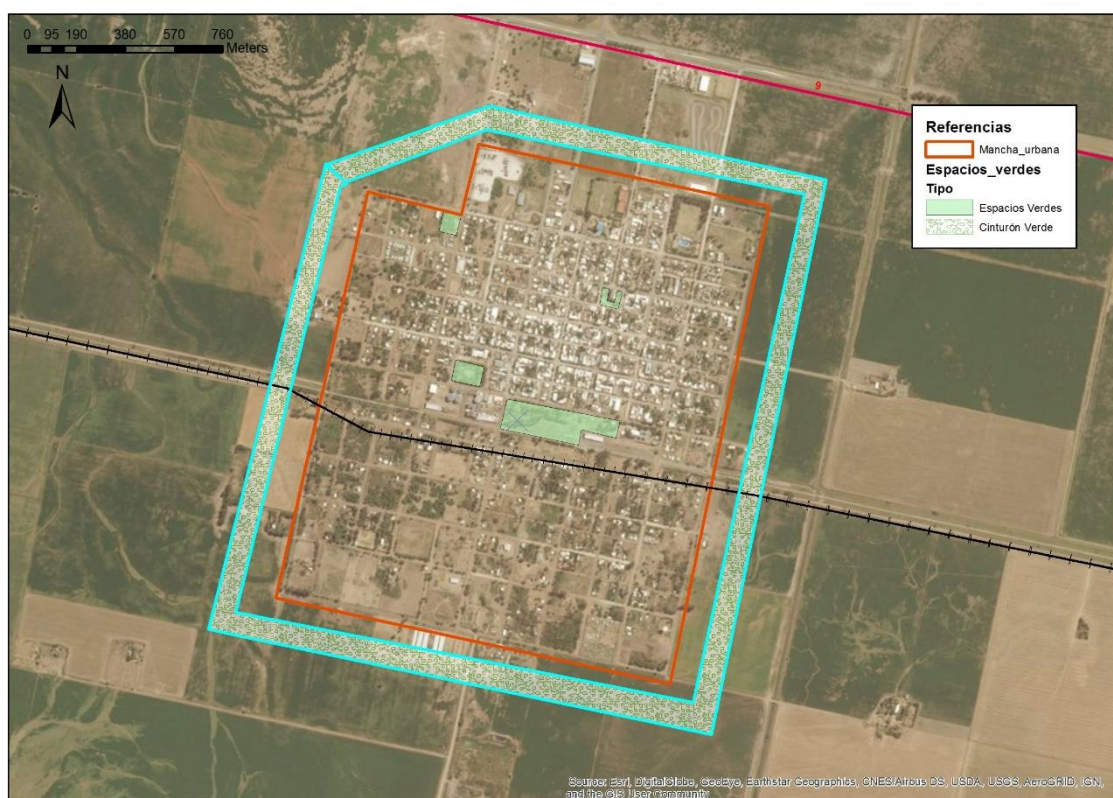 0 95 190 380 570 760
Meters
N
9
Referencias
Mancha_urbana
Espacios_verdes
Tipo
Espacios Verdes
Cinturón Verde
Source: Esri, DigitalGlobe, GeoEye, Earthstar Geographics, CNES/Airbus DS, USDA, USGS, AeroGRID, IGN,
and the GIS User Community